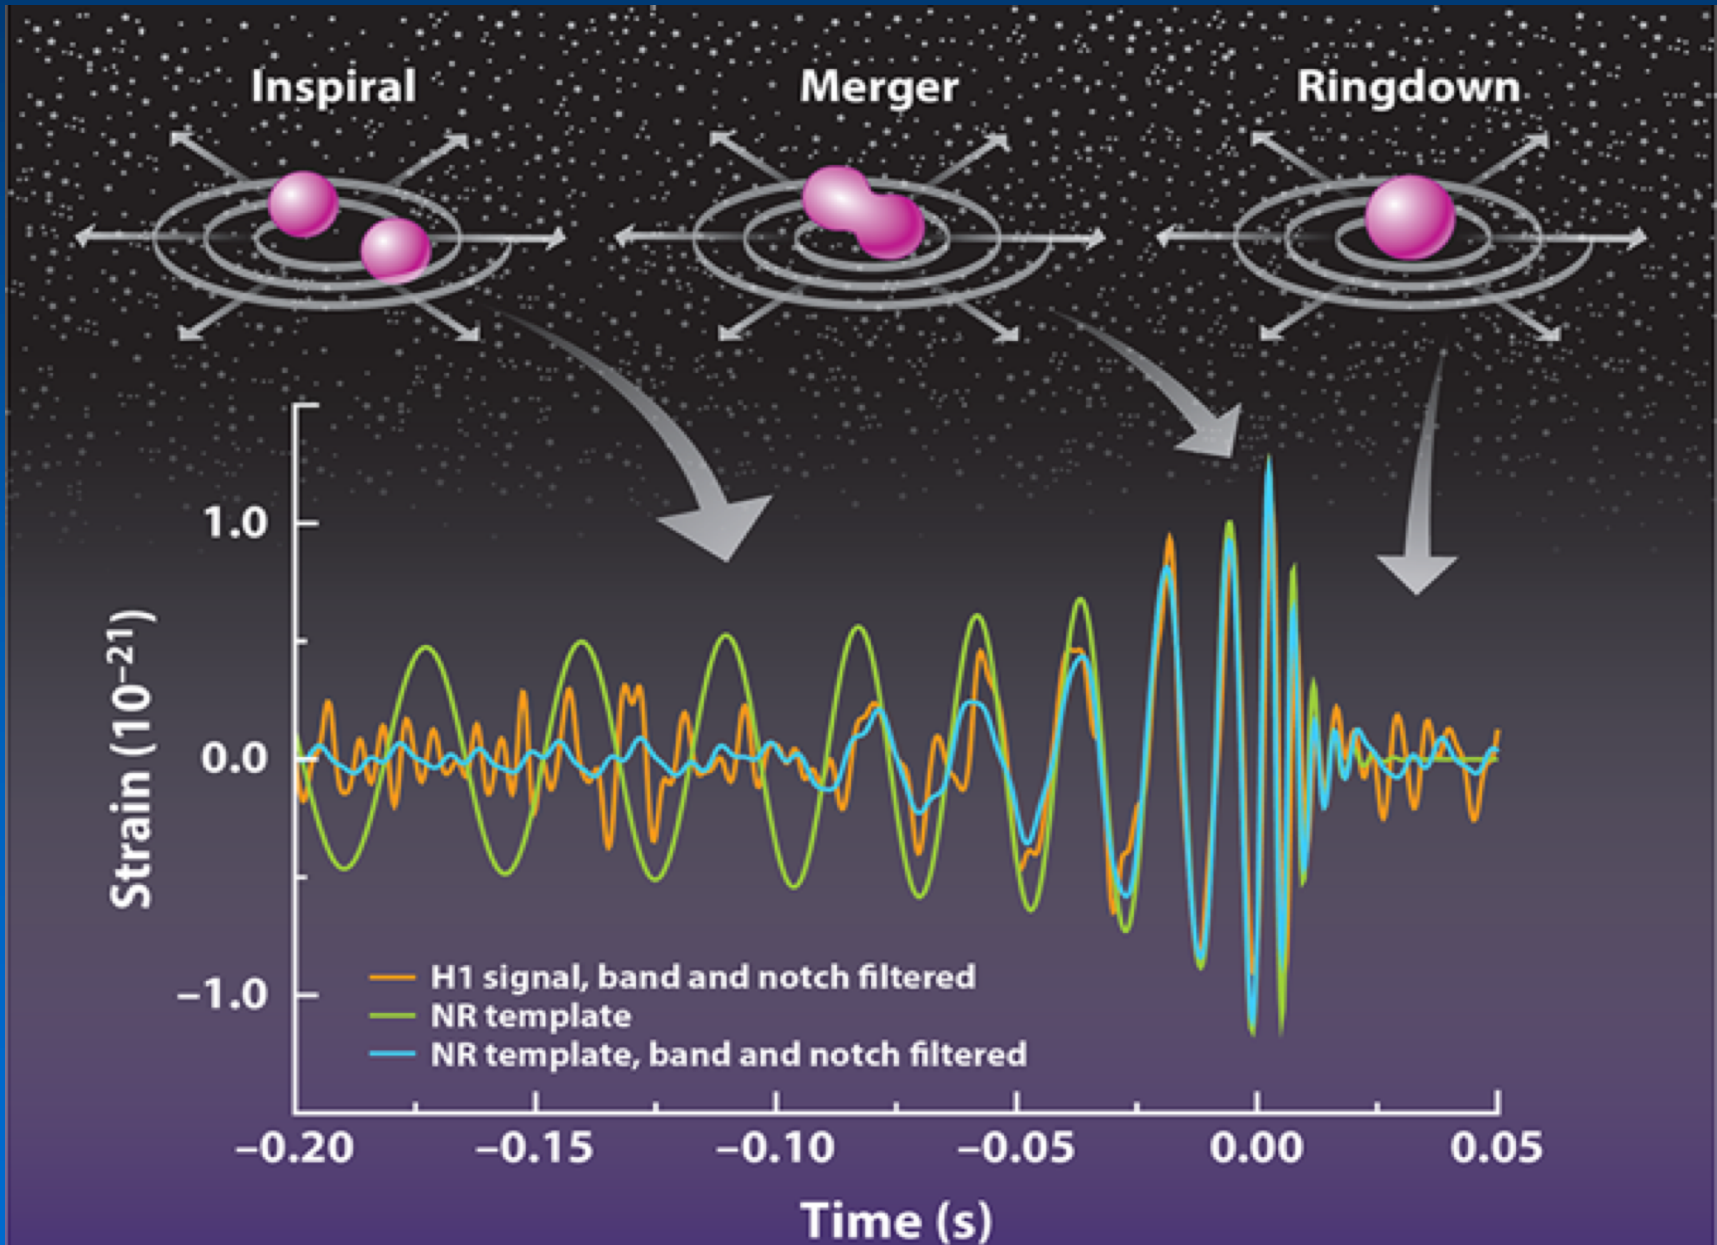 Inspiral
Merger
Ringdown
1.0
0.0
–1.0
Strain (10⁻²¹)
H1 signal, band and notch filtered
NR template
NR template, band and notch filtered
–0.20 –0.15 –0.10 –0.05 0.00 0.05
Time (s)